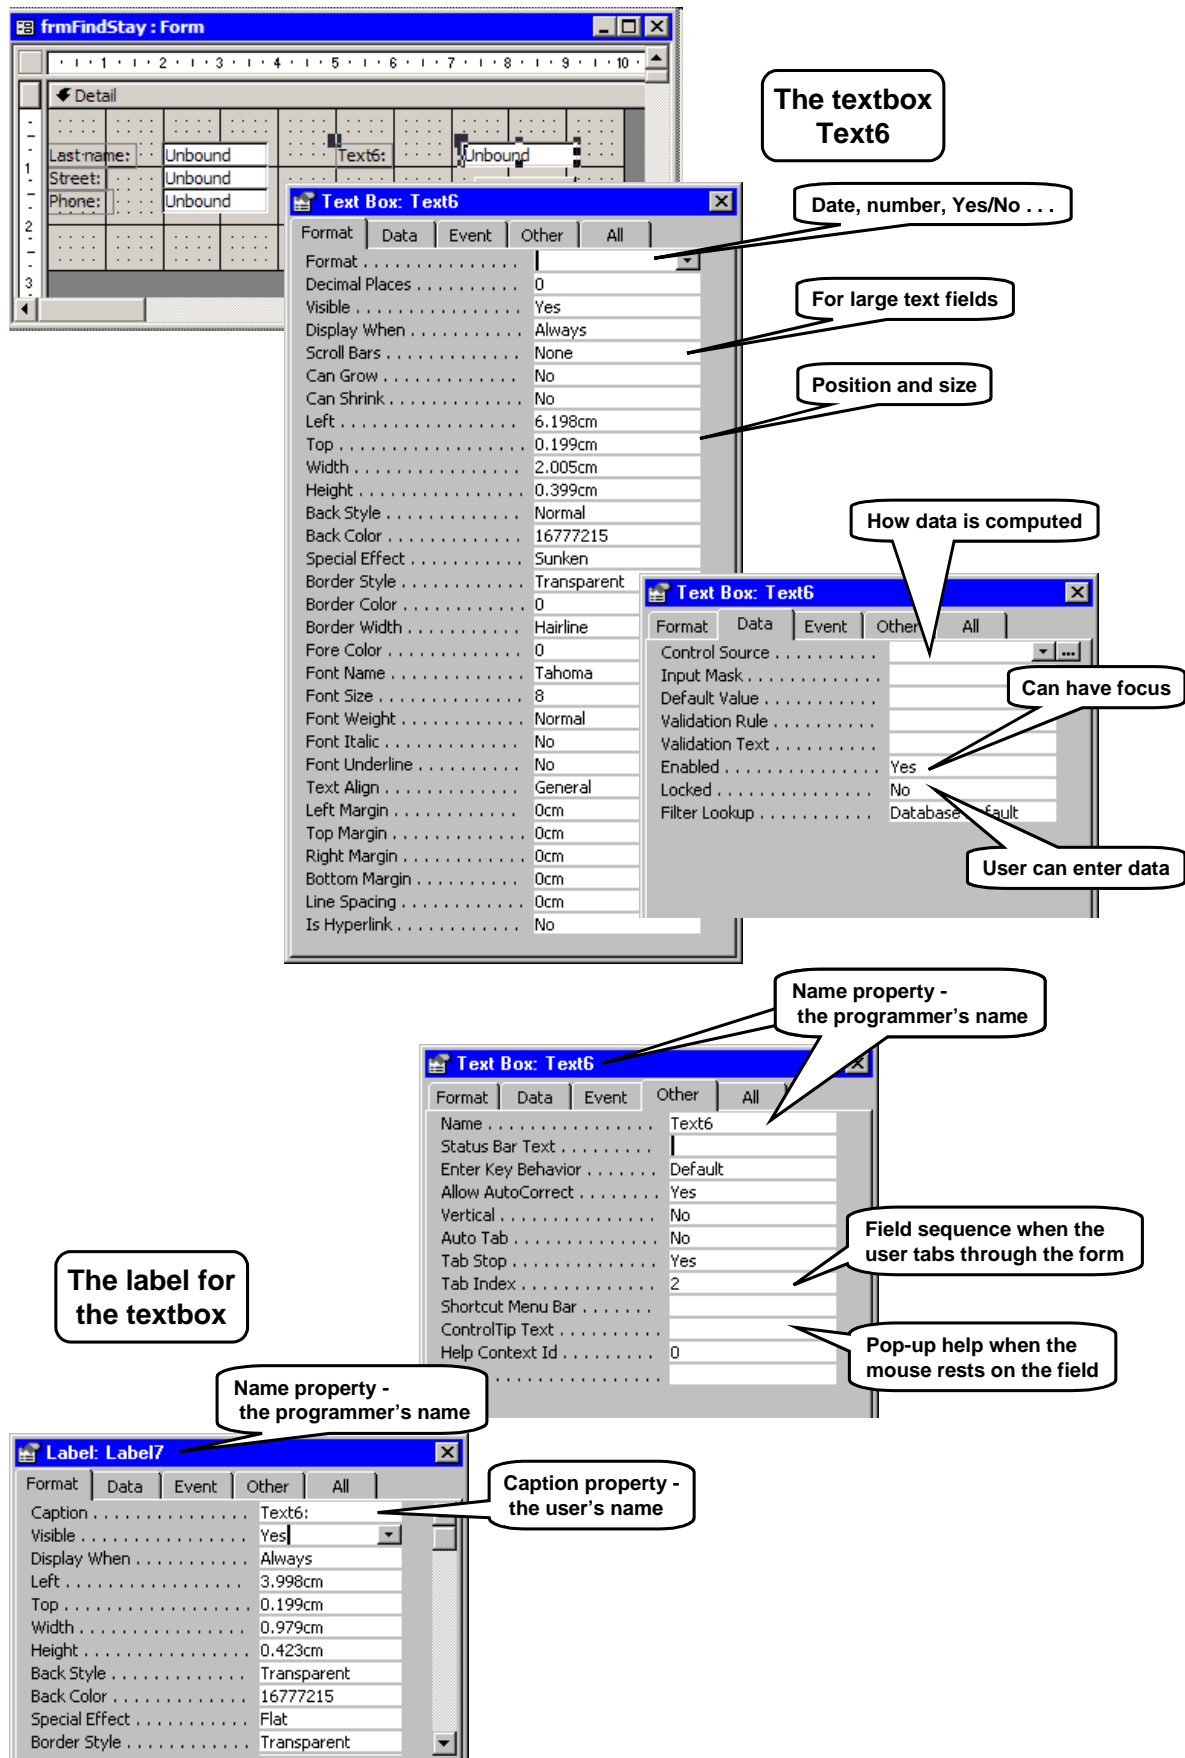 frmFindStay : Form
1 2 3 4 5 6 7 8 9 10
Detail
Last name: Unbound Text6: Unbound
Street: Unbound
Phone: Unbound
1
2
3
The textbox
Text6
Text Box: Text6
Format Data Event Other All
Format
Decimal Places 0
Visible Yes
Display When Always
Scroll Bars None
Can Grow No
Can Shrink No
Left 6.198cm
Top 0.199cm
Width 2.005cm
Height 0.399cm
Back Style Normal
Back Color 16777215
Special Effect Sunken
Border Style Transparent
Border Color 0
Border Width Hairline
Fore Color 0
Font Name Tahoma
Font Size 8
Font Weight Normal
Font Italic No
Font Underline No
Text Align General
Left Margin 0cm
Top Margin 0cm
Right Margin 0cm
Bottom Margin 0cm
Line Spacing 0cm
Is Hyperlink No
Date, number, Yes/No . . .
For large text fields
Position and size
How data is computed
Text Box: Text6
Format Data Event Other All
Control Source
Input Mask
Default Value
Validation Rule
Validation Text
Enabled Yes
Locked No
Filter Lookup Database
Can have focus
User can enter data
Name property -
the programmer's name
Text Box: Text6
Format Data Event Other All
Name Text6
Status Bar Text
Enter Key Behavior Default
Allow AutoCorrect Yes
Vertical No
Auto Tab No
Tab Stop Yes
Tab Index 2
Shortcut Menu Bar
ControlTip Text
Help Context Id 0
Field sequence when the
user tabs through the form
Pop-up help when the
mouse rests on the field
The label for
the textbox
Name property -
the programmer's name
Label: Label7
Format Data Event Other All
Caption Text6:
Visible Yes
Display When Always
Left 3.998cm
Top 0.199cm
Width 0.979cm
Height 0.423cm
Back Style Transparent
Back Color 16777215
Special Effect Flat
Border Style Transparent
Caption property -
the user's name